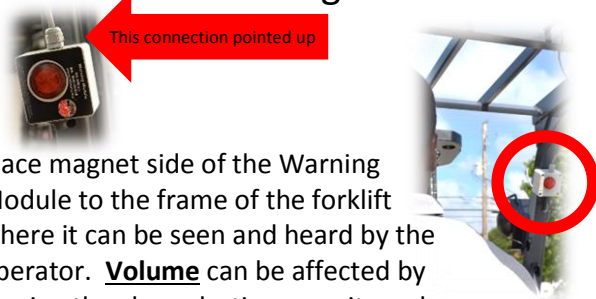 This connection pointed up
ace magnet side of the Warning
odule to the frame of the forklift
here it can be seen and heard by the
perator. Volume can be affected by